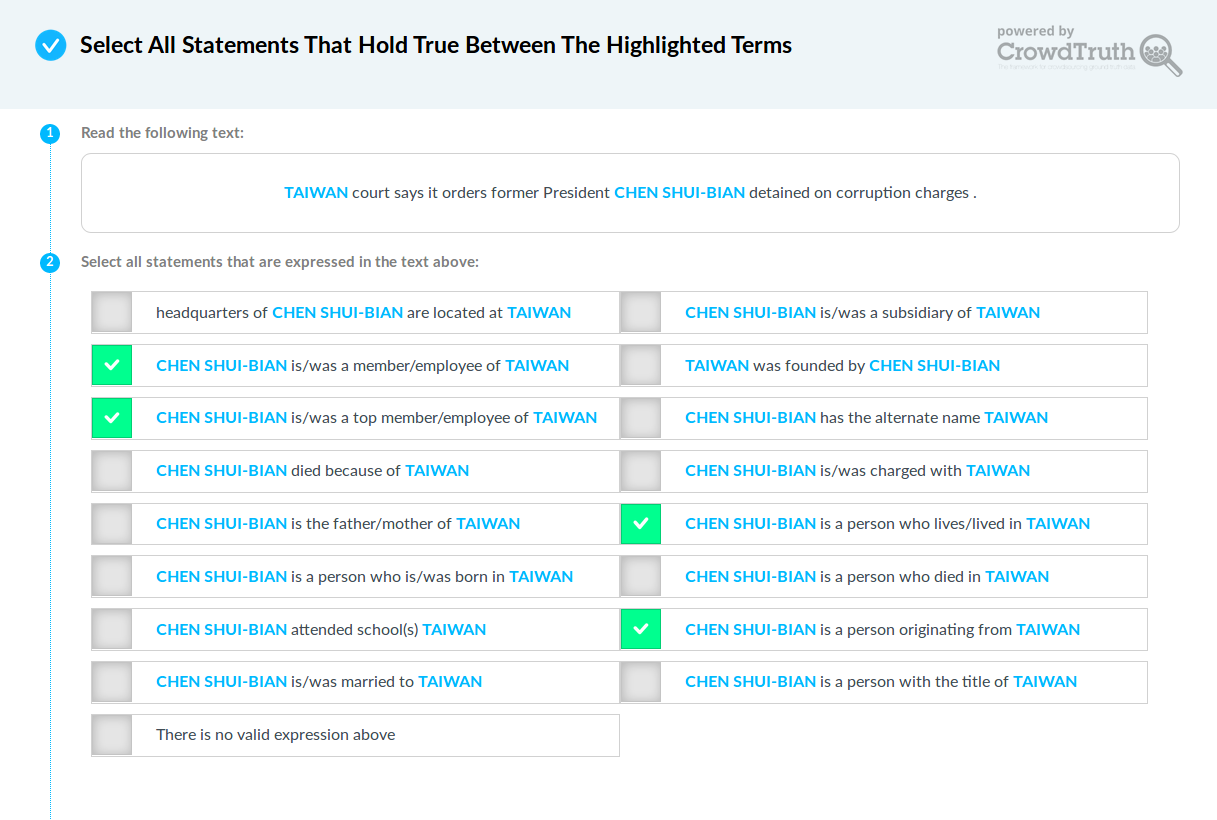 Select All Statements That Hold True Between The Highlighted Terms
powered by
CrowdTruth
1
Read the following text:
TAIWAN court says it orders former President CHEN SHUI-BIAN detained on corruption charges .
2
Select all statements that are expressed in the text above:
headquarters of CHEN SHUI-BIAN are located at TAIWAN
CHEN SHUI-BIAN is/was a subsidiary of TAIWAN
CHEN SHUI-BIAN is/was a member/employee of TAIWAN
TAIWAN was founded by CHEN SHUI-BIAN
CHEN SHUI-BIAN is/was a top member/employee of TAIWAN
CHEN SHUI-BIAN has the alternate name TAIWAN
CHEN SHUI-BIAN died because of TAIWAN
CHEN SHUI-BIAN is/was charged with TAIWAN
CHEN SHUI-BIAN is the father/mother of TAIWAN
CHEN SHUI-BIAN is a person who lives/lived in TAIWAN
CHEN SHUI-BIAN is a person who is/was born in TAIWAN
CHEN SHUI-BIAN is a person who died in TAIWAN
CHEN SHUI-BIAN attended school(s) TAIWAN
CHEN SHUI-BIAN is a person originating from TAIWAN
CHEN SHUI-BIAN is/was married to TAIWAN
CHEN SHUI-BIAN is a person with the title of TAIWAN
There is no valid expression above